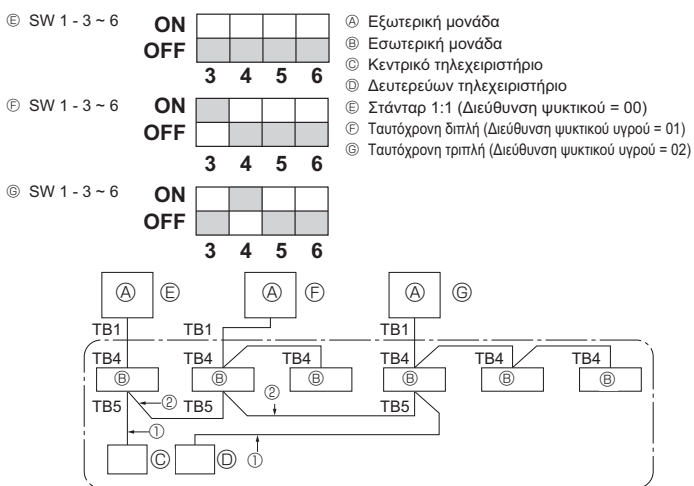 Ⓔ SW 1 - 3 ~ 6
ON
OFF
3 4 5 6
Ⓕ SW 1 - 3 ~ 6
ON
OFF
3 4 5 6
Ⓖ SW 1 - 3 ~ 6
ON
OFF
3 4 5 6
Ⓐ Εξωτερική μονάδα
Ⓑ Εσωτερική μονάδα
Ⓒ Κεντρικό τηλεχειριστήριο
Ⓓ Δευτερεύων τηλεχειριστήριο
Ⓔ Στάνταρ 1:1 (Διεύθυνση ψυκτικού = 00)
Ⓕ Ταυτόχρονη διπλή (Διεύθυνση ψυκτικού υγρού = 01)
Ⓖ Ταυτόχρονη τριπλή (Διεύθυνση ψυκτικού υγρού = 02)
Ⓐ Ⓔ Ⓐ Ⓕ Ⓐ Ⓖ
TB1 TB1 TB1
TB4 TB4 TB4 TB4 TB4 TB4
Ⓑ Ⓑ Ⓑ Ⓑ Ⓑ Ⓑ
TB5 ② TB5 ② TB5
①
Ⓒ Ⓓ ①